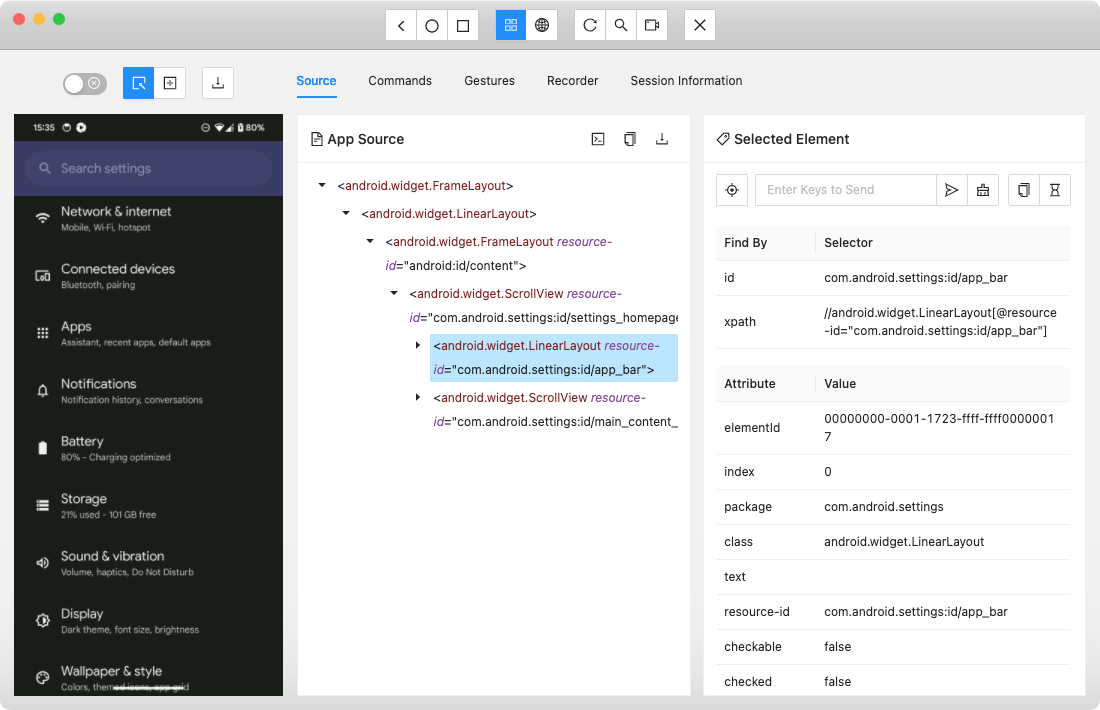 Source
Commands
Gestures
Recorder
Session Information
15:35
80%
Search settings
Network & internet
Mobile, Wi-Fi, hotspot
Connected devices
Bluetooth, pairing
Apps
Assistant, recent apps, default apps
Notifications
Notification history, conversations
Battery
80% - Charging optimized
Storage
21% used - 101 GB free
Sound & vibration
Volume, haptics, Do Not Disturb
Display
Dark theme, font size, brightness
Wallpaper & style
Colors, themed icons, app grid
App Source
<android.widget.FrameLayout>
<android.widget.LinearLayout>
<android.widget.FrameLayout resource-
id="android:id/content">
<android.widget.ScrollView resource-
id="com.android.settings:id/settings_homepage
<android.widget.LinearLayout resource-
id="com.android.settings:id/app_bar">
<android.widget.ScrollView resource-
id="com.android.settings:id/main_content_
Selected Element
Enter Keys to Send
Find By
Selector
id
com.android.settings:id/app_bar
xpath
//android.widget.LinearLayout[@resource
-id="com.android.settings:id/app_bar"]
Attribute
Value
elementId
00000000-0001-1723-ffff-ffff0000001
7
index
0
package
com.android.settings
class
android.widget.LinearLayout
text
resource-id
com.android.settings:id/app_bar
checkable
false
checked
false